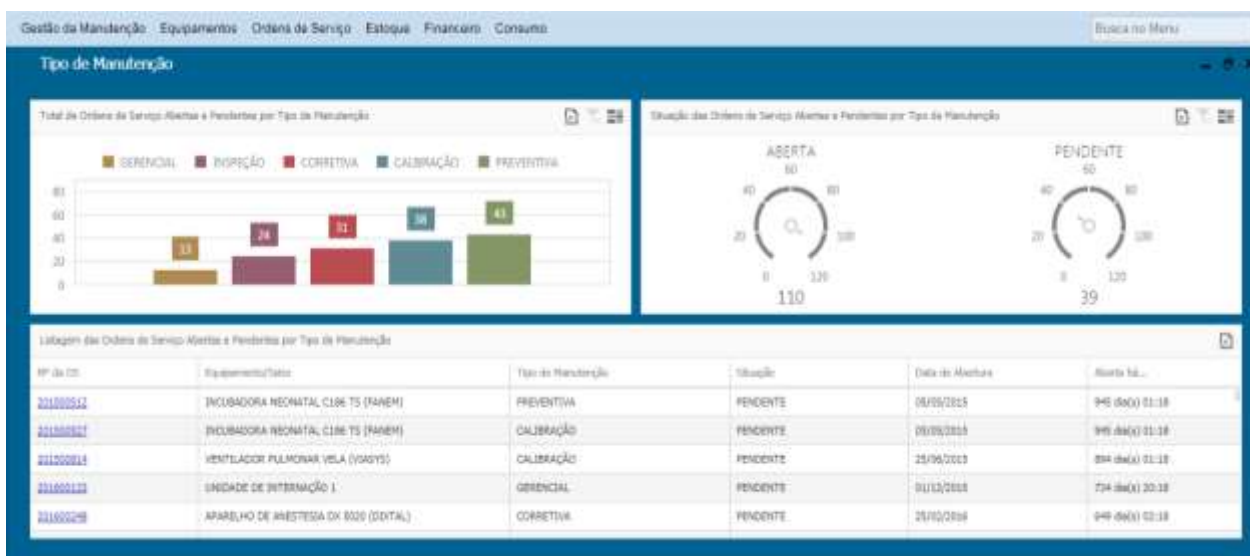 Gestão da Manutenção Equipamentos Ordens de Serviço Estoque Financeiro Consumo Busca no Menu
Tipo de Manutenção
Total de Ordens de Serviço Abertas e Pendentes por Tipo de Manutenção
GERENCIAL INSPEÇÃO CORRETIVA CALIBRAÇÃO PREVENTIVA
80
60
40
20
0
13 24 31 38 43
Situação das Ordens de Serviço Abertas e Pendentes por Tipo de Manutenção
ABERTA
0 20 40 60 80 100 120
110
PENDENTE
0 20 40 60 80 100 120
39
Listagem das Ordens de Serviço Abertas e Pendentes por Tipo de Manutenção
Nº da OS Equipamento/Setor Tipo de Manutenção Situação Data de Abertura Aberta há...
INCUBADORA NEONATAL C186 TS (FANEM) PREVENTIVA PENDENTE 05/05/2015 945 dia(s) 01:18
INCUBADORA NEONATAL C186 TS (FANEM) CALIBRAÇÃO PENDENTE 05/05/2015 945 dia(s) 01:18
201500814 VENTILADOR PULMONAR VELA (VIASYS) CALIBRAÇÃO PENDENTE 25/06/2015 894 dia(s) 01:18
201600133 UNIDADE DE INTERNAÇÃO 1 GERENCIAL PENDENTE 01/12/2015 734 dia(s) 20:18
201600248 APARELHO DE ANESTESIA DX 5020 (DIXTAL) CORRETIVA PENDENTE 25/02/2016 649 dia(s) 02:18